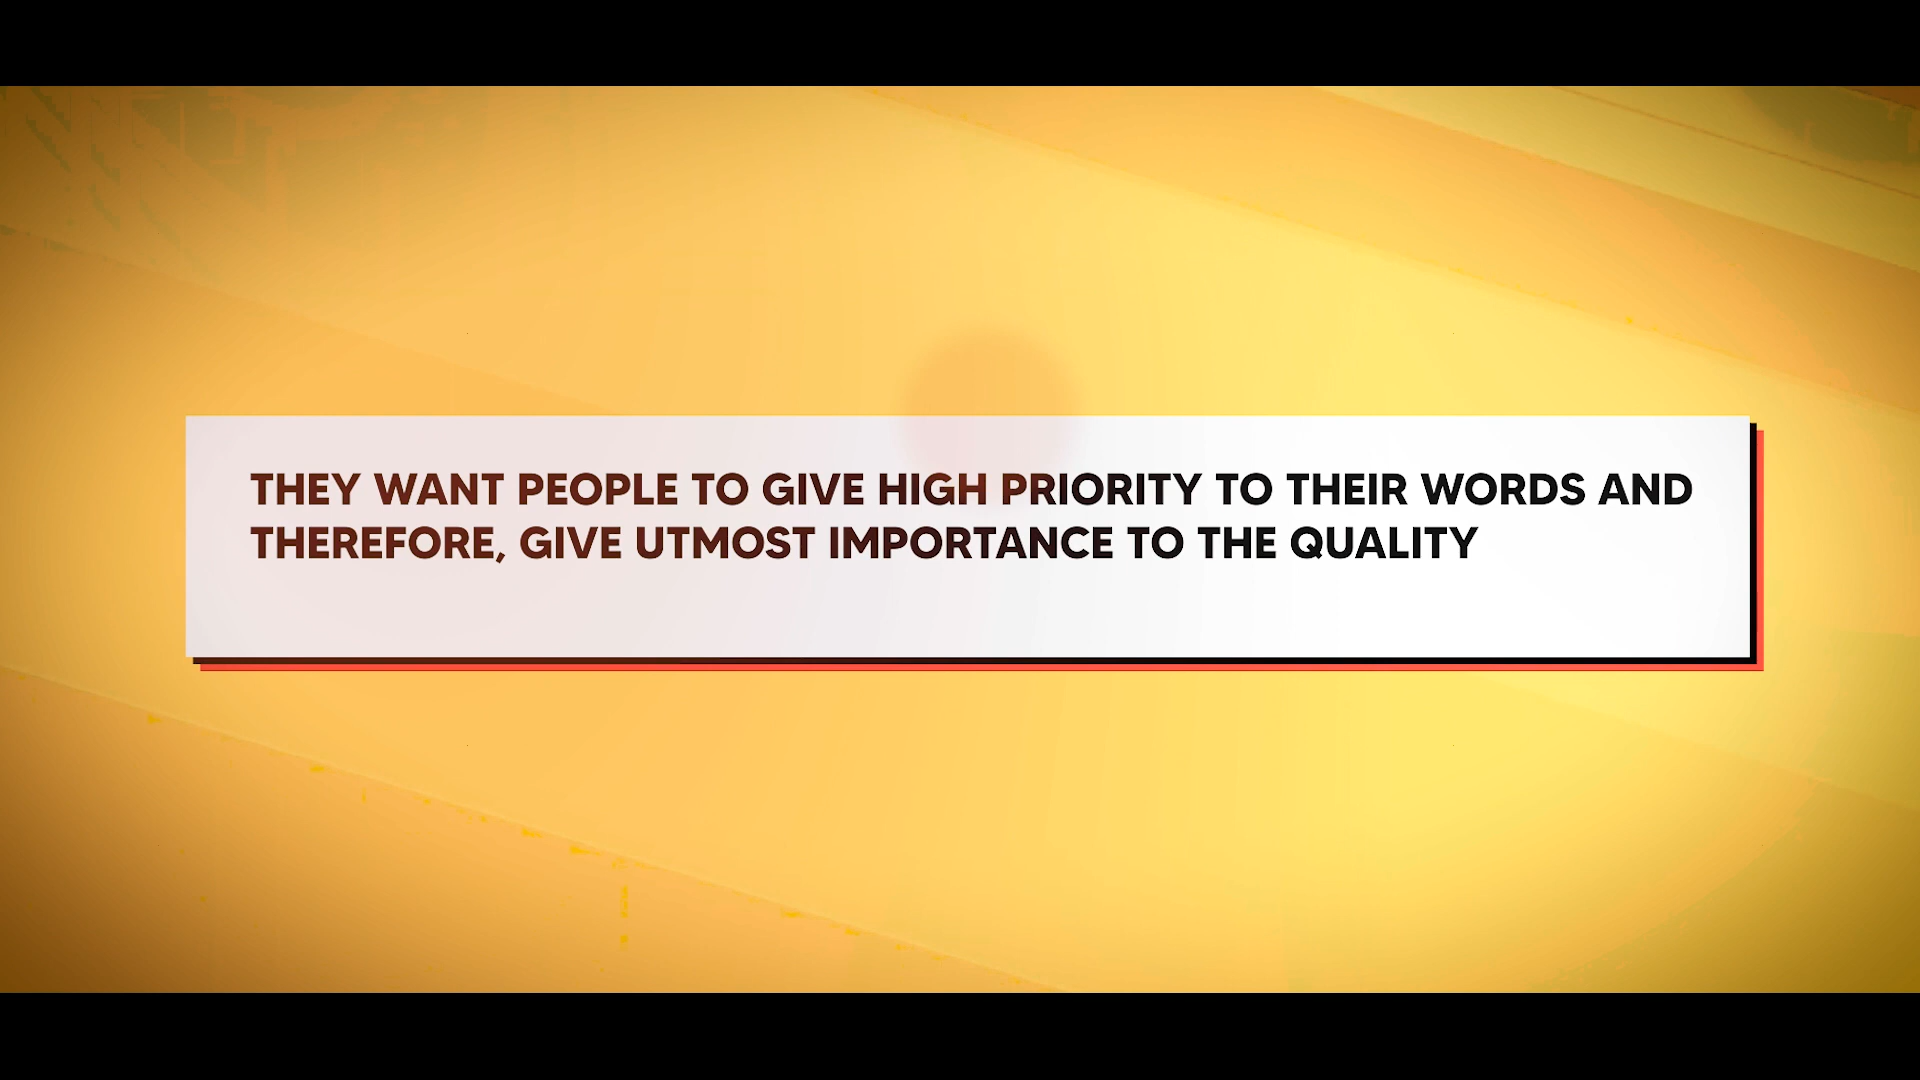 THEY WANT PEOPLE TO GIVE HIGH PRIORITY TO THEIR WORDS AND
THEREFORE, GIVE UTMOST IMPORTANCE TO THE QUALITY